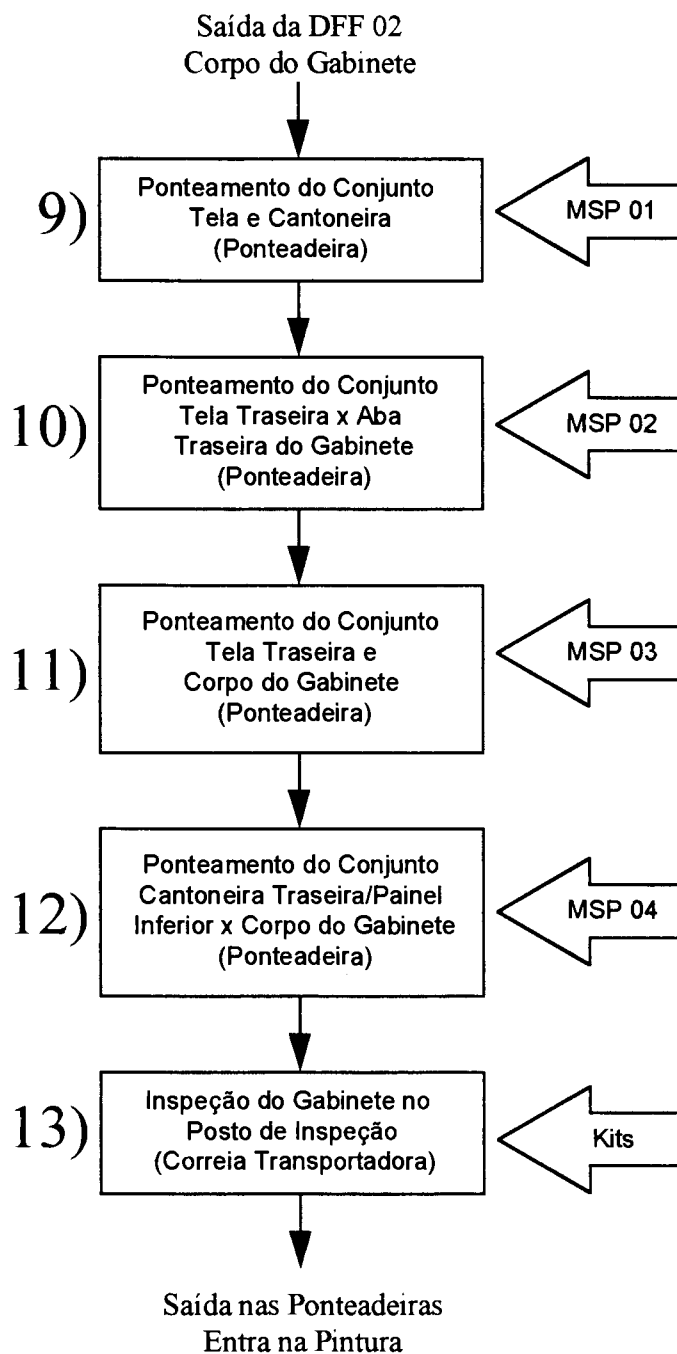 Saída da DFF 02
Corpo do Gabinete
9)
Ponteamento do Conjunto
Tela e Cantoneira
(Ponteadeira)
MSP 01
10)
Ponteamento do Conjunto
Tela Traseira x Aba
Traseira do Gabinete
(Ponteadeira)
MSP 02
11)
Ponteamento do Conjunto
Tela Traseira e
Corpo do Gabinete
(Ponteadeira)
MSP 03
12)
Ponteamento do Conjunto
Cantoneira Traseira/Painel
Inferior x Corpo do Gabinete
(Ponteadeira)
MSP 04
13)
Inspeção do Gabinete no
Posto de Inspeção
(Correia Transportadora)
Kits
Saída nas Ponteadeiras
Entra na Pintura